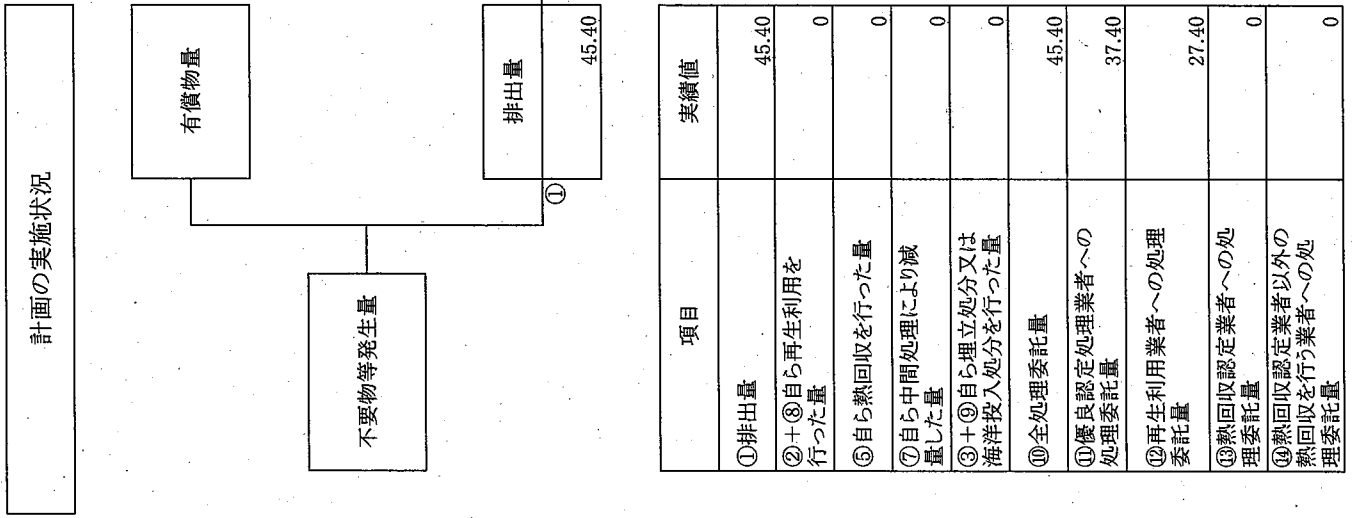 計画の実施状況
有償物量
不要物等発生量
排出量
①
45.40
項目
実績値
①排出量
45.40
②+⑧自ら再生利用を
行った量
0
⑤自ら熱回収を行った量
0
⑦自ら中間処理により減
量した量
0
③+⑨自ら埋立処分又は
海洋投入処分を行った量
0
⑩全処理委託量
45.40
⑪優良認定処理業者への
処理委託量
37.40
⑫再生利用業者への処理
委託量
27.40
⑬熱回収認定業者への処
理委託量
0
⑭熱回収認定業者以外の
熱回収を行う業者への処
理委託量
0